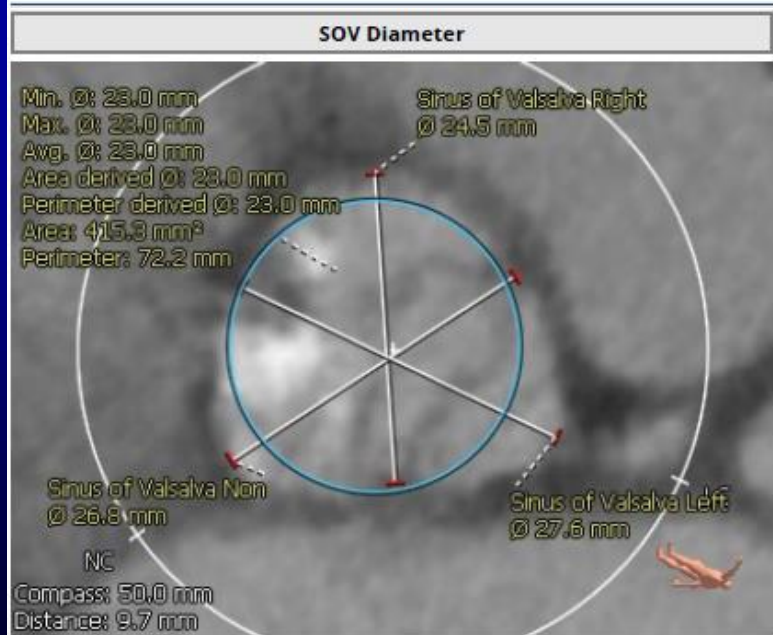 SOV Diameter
Min. Ø: 23.0 mm
Max. Ø: 23.0 mm
Avg. Ø: 23.0 mm
Area derived Ø: 23.0 mm
Perimeter derived Ø: 23.0 mm
Area: 415.3 mm²
Perimeter: 72.2 mm
Sinus of Valsalva Right
Ø 24.5 mm
Sinus of Valsalva Non
Ø 26.8 mm
Sinus of Valsalva Left
Ø 27.6 mm
NC
Compass: 50.0 mm
Distance: 9.7 mm